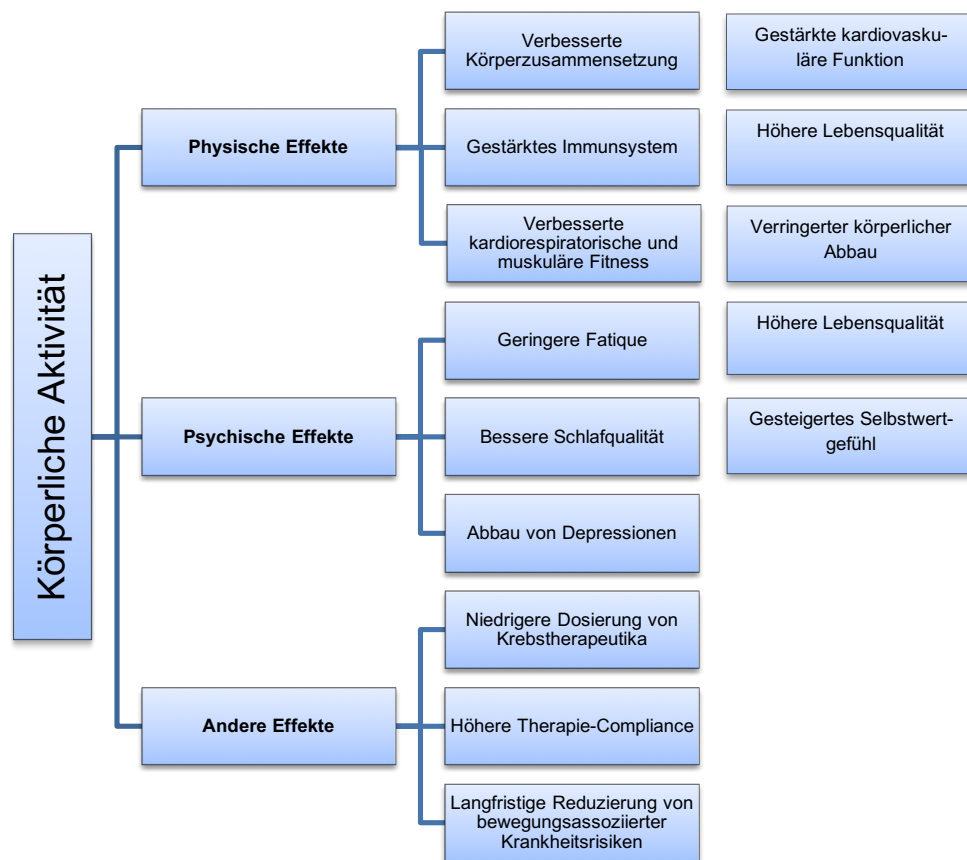 Körperliche Aktivität
Physische Effekte
Verbesserte
Körperzusammensetzung
Gestärkte kardiovasku-
läre Funktion
Gestärktes Immunsystem
Höhere Lebensqualität
Verbesserte
kardiorespiratorische und
muskuläre Fitness
Verringerter körperlicher
Abbau
Psychische Effekte
Geringere Fatique
Höhere Lebensqualität
Bessere Schlafqualität
Gesteigertes Selbstwert-
gefühl
Abbau von Depressionen
Andere Effekte
Niedrigere Dosierung von
Krebstherapeutika
Höhere Therapie-Compliance
Langfristige Reduzierung von
bewegungsassoziierter
Krankheitsrisiken